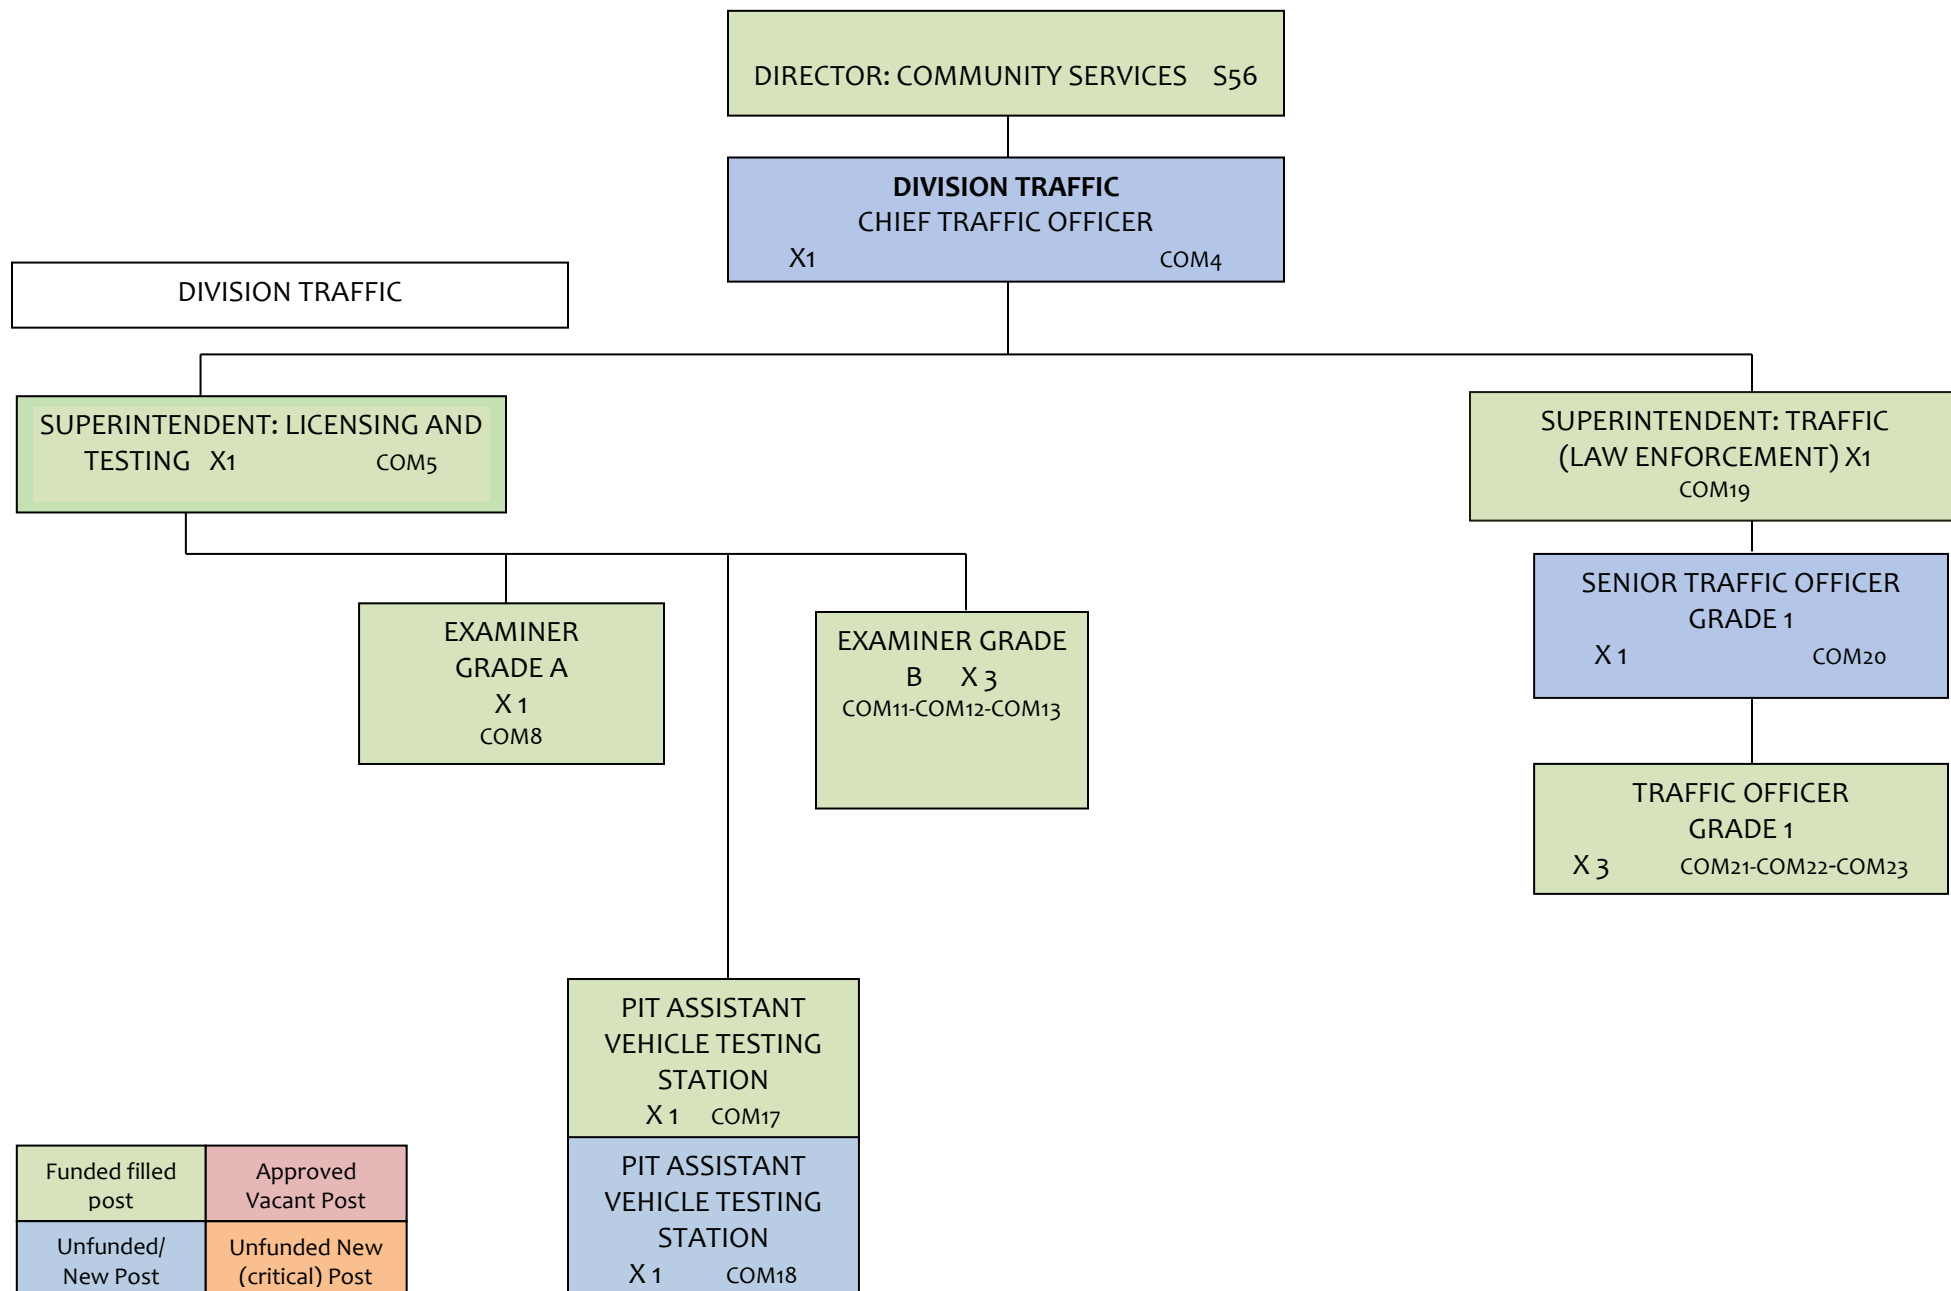 DIRECTOR: COMMUNITY SERVICES S56
DIVISION TRAFFIC
CHIEF TRAFFIC OFFICER
X1 COM4
DIVISION TRAFFIC
SUPERINTENDENT: LICENSING AND
TESTING X1 COM5
SUPERINTENDENT: TRAFFIC
(LAW ENFORCEMENT) X1
COM19
EXAMINER
GRADE A
X 1
COM8
EXAMINER GRADE
B X 3
COM11-COM12-COM13
SENIOR TRAFFIC OFFICER
GRADE 1
X 1 COM20
TRAFFIC OFFICER
GRADE 1
X 3 COM21-COM22-COM23
PIT ASSISTANT
VEHICLE TESTING
STATION
X 1 COM17
PIT ASSISTANT
VEHICLE TESTING
STATION
X 1 COM18
Funded filled
post
Approved
Vacant Post
Unfunded/
New Post
Unfunded New
(critical) Post